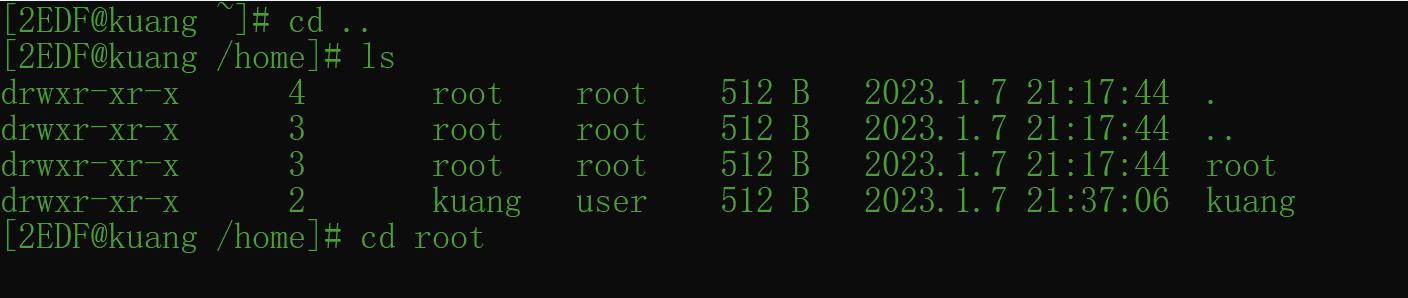 [2EDF@kuang ~]# cd ..
[2EDF@kuang /home]# ls
drwxr-xr-x      4       root    root    512 B   2023.1.7 21:17:44  .
drwxr-xr-x      3       root    root    512 B   2023.1.7 21:17:44  ..
drwxr-xr-x      3       root    root    512 B   2023.1.7 21:17:44  root
drwxr-xr-x      2       kuang   user    512 B   2023.1.7 21:37:06  kuang
[2EDF@kuang /home]# cd root